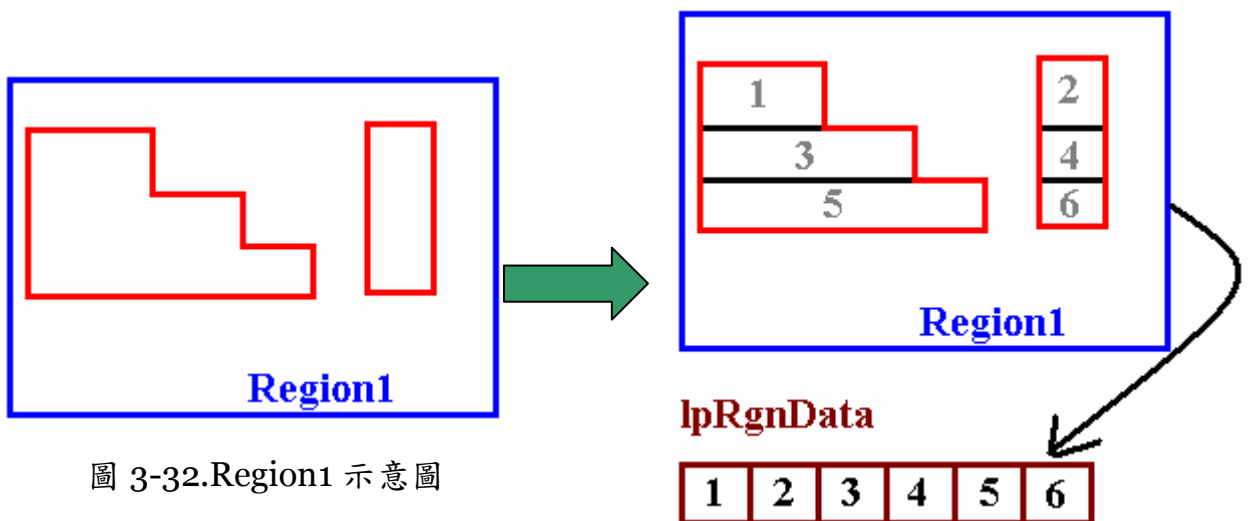 Region1
圖 3-32.Region1 示意圖
1 2
3 4
5 6
Region1
lpRgnData
1 2 3 4 5 6